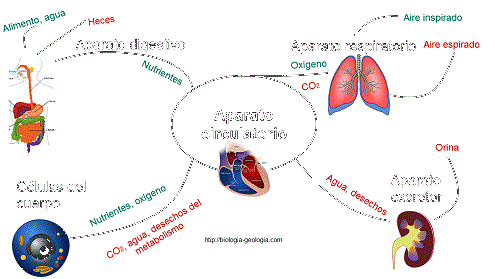 Alimento, agua
Heces
Aparato digestivo
Nutrientes
Aparato respiratorio
Aire inspirado
Aire espirado
Oxígeno
CO2
Aparato
circulatorio
Células del
cuerpo
Nutrientes, oxígeno
CO2, agua, desechos del
metabolismo
Agua, desechos
Aparato
excretor
Orina
http://biologia-geologia.com